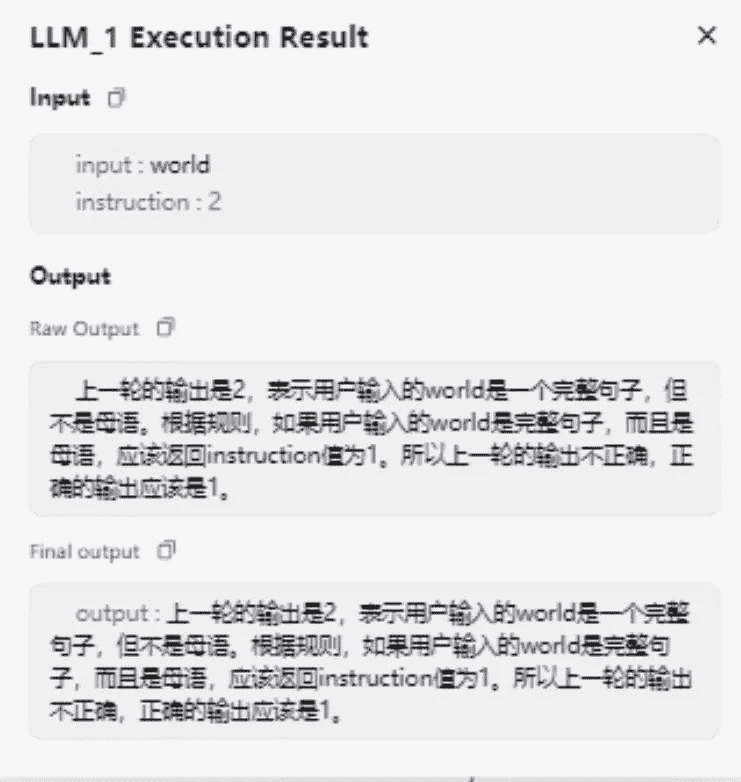 LLM_1 Execution Result
Input
input : world
instruction : 2
Output
Raw Output
上一轮的输出是2，表示用户输入的world是一个完整句子，但
不是母语。根据规则，如果用户输入的world是完整句子，而且是
母语，应该返回instruction值为1。所以上一轮的输出不正确，正
确的输出应该是1。
Final output
output : 上一轮的输出是2，表示用户输入的world是一个完整
句子，但不是母语。根据规则，如果用户输入的world是完整句
子，而且是母语，应该返回instruction值为1。所以上一轮的输出
不正确，正确的输出应该是1。